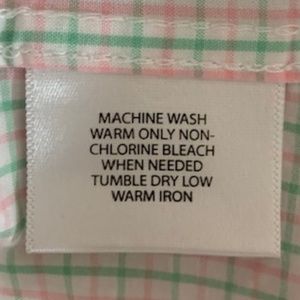 MACHINE WASH
WARM ONLY NON-
CHLORINE BLEACH
WHEN NEEDED
TUMBLE DRY LOW
WARM IRON